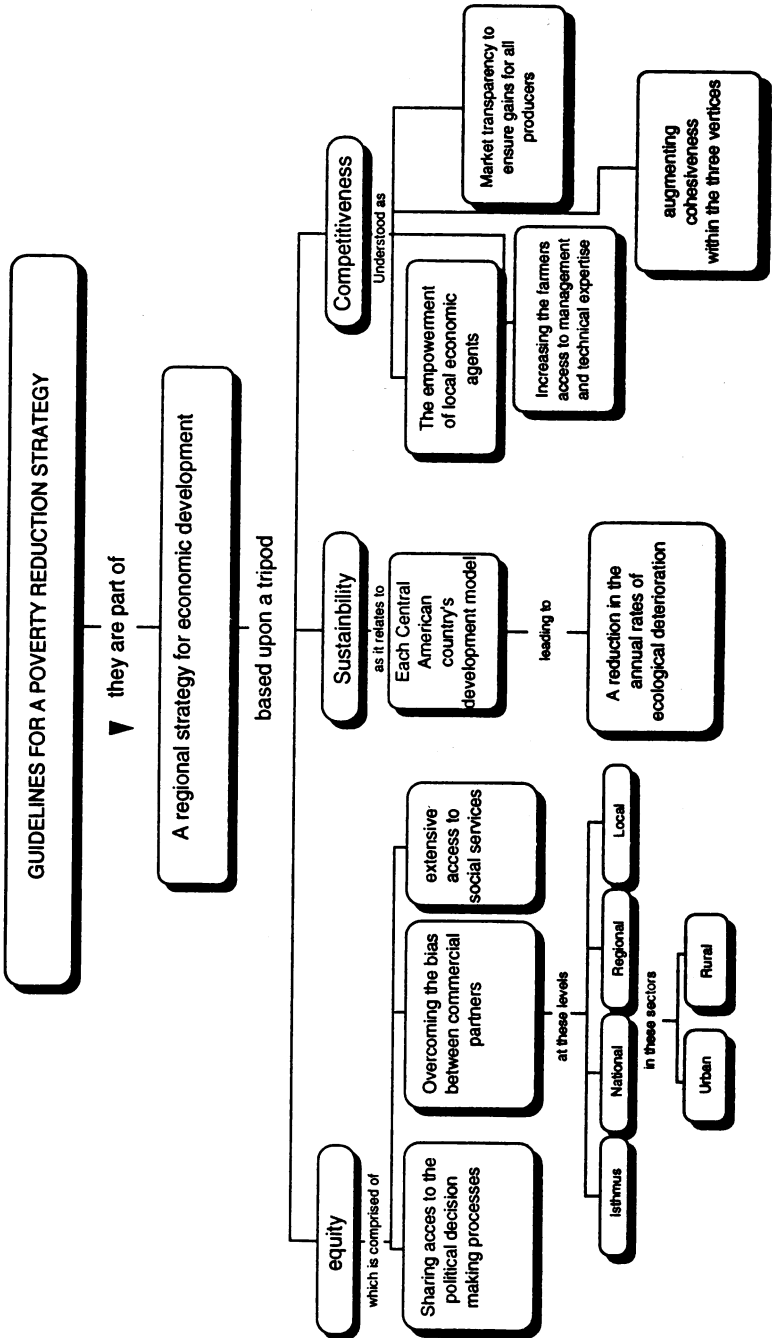 GUIDELINES FOR A POVERTY REDUCTION STRATEGY
they are part of
A regional strategy for economic development
based upon a tripod
equity
which is comprised of
Sharing acces to the
political decision
making processes
Overcoming the bias
between commercial
partners
extensive
access to
social services
at these levels
Isthmus
National
Regional
Local
in these sectors
Urban
Rural
Sustainbility
as it relates to
Each Central
American
country's
development model
leading to
A reduction in the
annual rates of
ecological deterioration
Competitiveness
Understood as
The empowerment
of local economic
agents
Increasing the farmers
access to management
and technical expertise
Market transparency to
ensure gains for all
producers
augmenting
cohesiveness
within the three vertices